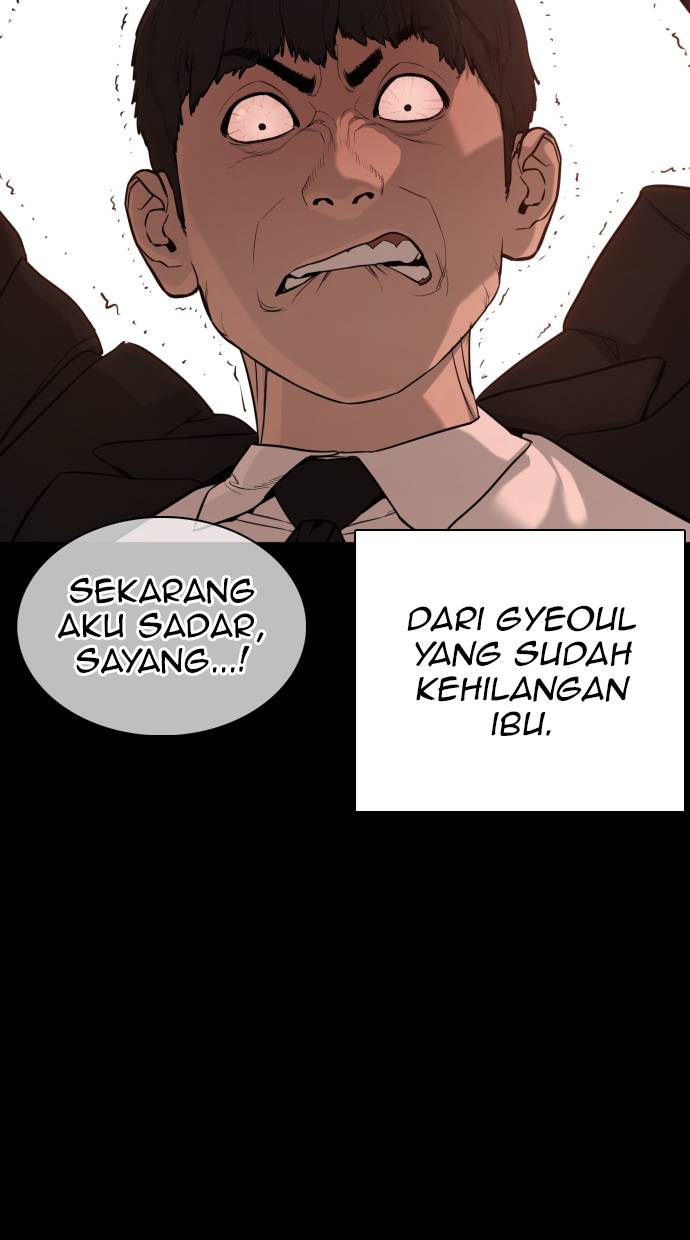 SEKARANG
AKU SADAR,
SAYANG...!
DARI GYEOUL
YANG SUDAH
KEHILANGAN
IBU.